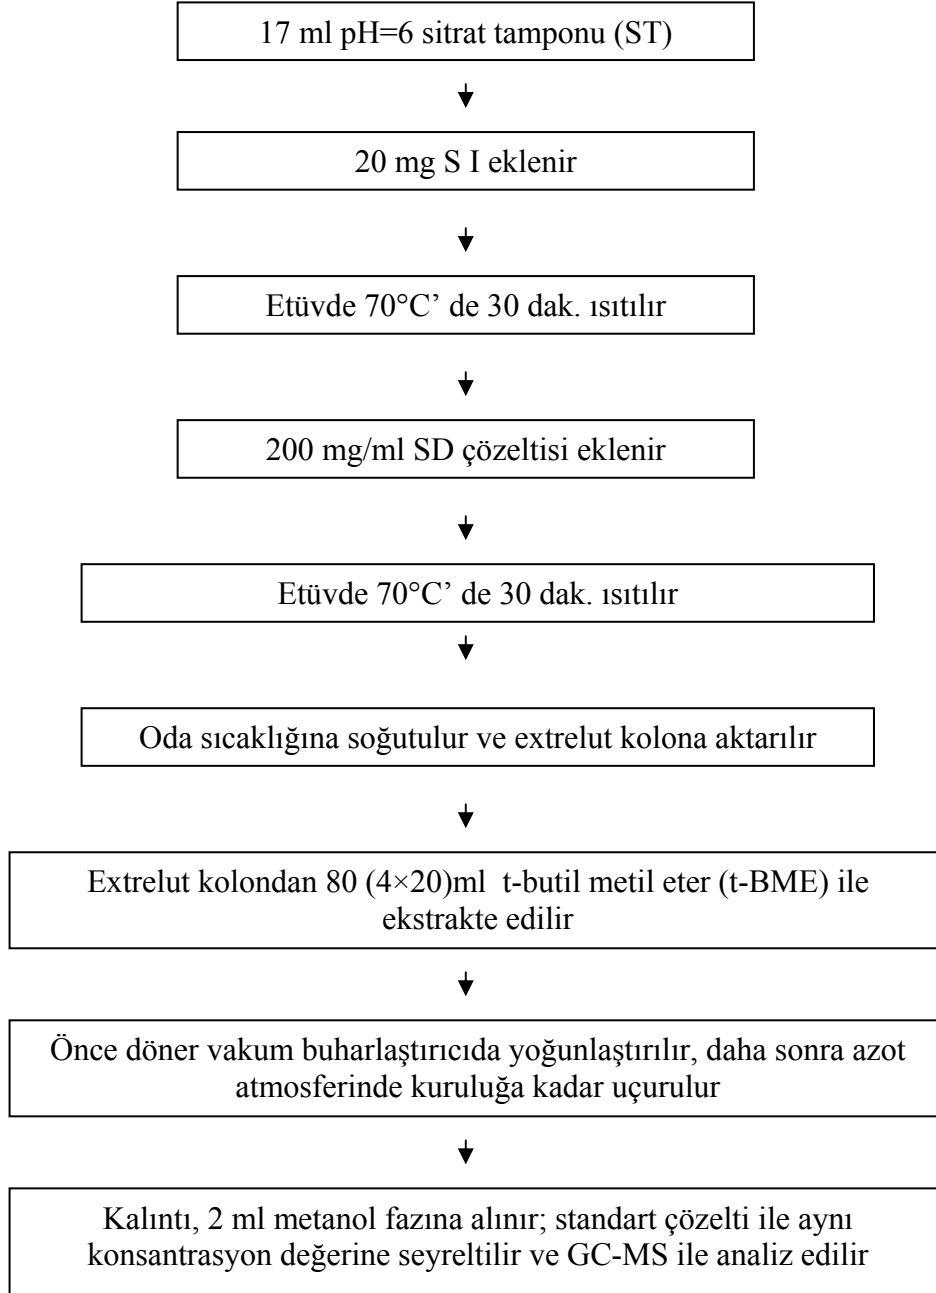 17 ml pH=6 sitrat tamponu (ST)
20 mg S I eklenir
Etüvde 70°C’ de 30 dak. ısıtılır
200 mg/ml SD çözeltisi eklenir
Etüvde 70°C’ de 30 dak. ısıtılır
Oda sıcaklığına soğutulur ve extrelut kolona aktarılır
Extrelut kolondan 80 (4×20)ml t-butil metil eter (t-BME) ile
ekstrakte edilir
Önce döner vakum buharlaştırıcıda yoğunlaştırılır, daha sonra azot
atmosferinde kuruluğa kadar uçurulur
Kalıntı, 2 ml metanol fazına alınır; standart çözelti ile aynı
konsantrasyon değerine seyreltilir ve GC-MS ile analiz edilir